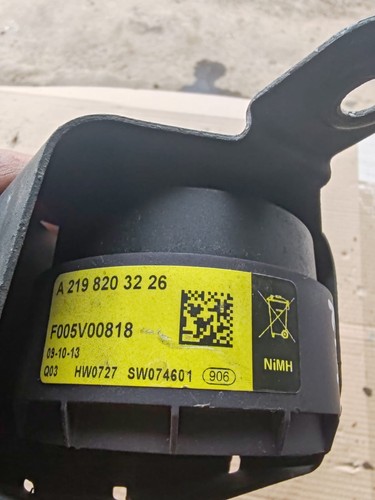 A 219 820 32 26
F005V00818
09-10-13
Q03 HW0727 SW074601 906
NiMH